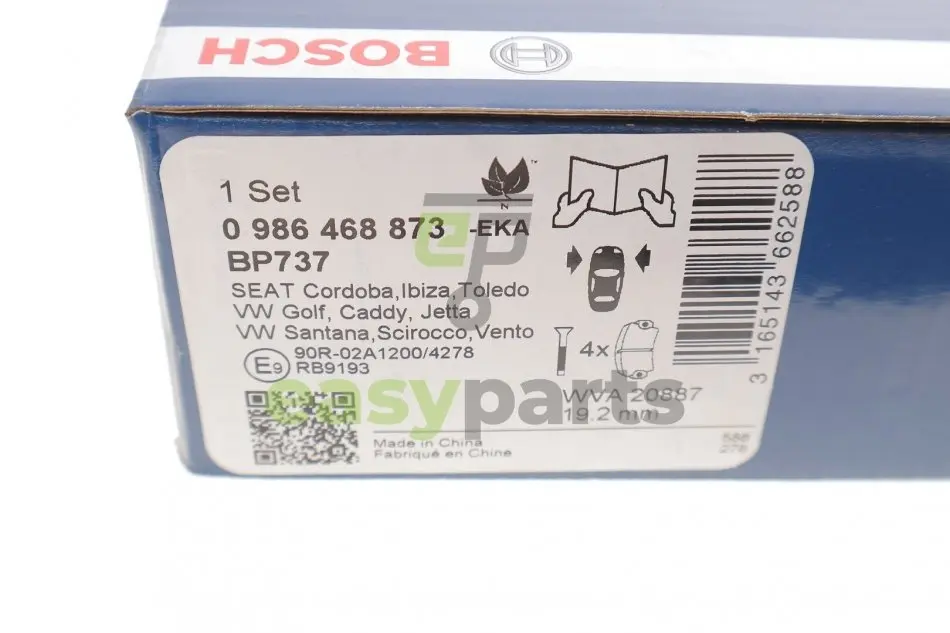 BOSCH
1 Set
0 986 468 873 -EKA
BP737
SEAT Cordoba,Ibiza,Toledo
VW Golf, Caddy, Jetta
VW Santana,Scirocco,Vento
E9 90R-02A1200/4278
RB9193
4x
WVA 20887
19.2 mm
Made in China
Fabriqué en Chine
3 165143 662588
epo
easyparts